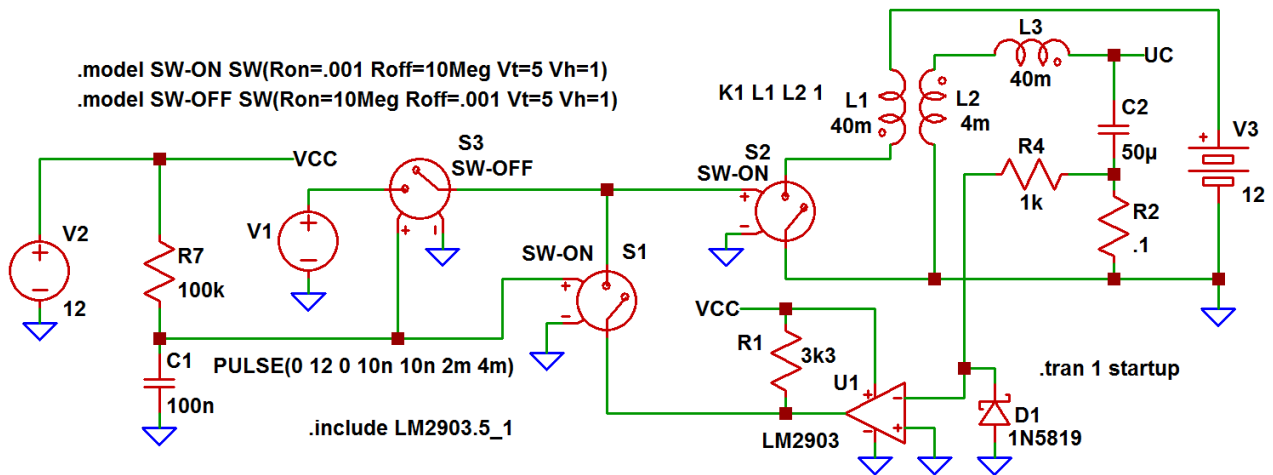 .model SW-ON SW(Ron=.001 Roff=10Meg Vt=5 Vh=1)
.model SW-OFF SW(Ron=10Meg Roff=.001 Vt=5 Vh=1)
K1 L1 L2 1
L3
40m
UC
L1
40m
L2
4m
C2
50µ
V3
12
S3
SW-OFF
VCC
S2
SW-ON
R4
1k
R2
.1
V2
12
R7
100k
V1
SW-ON
S1
VCC
R1
3k3
U1
LM2903
C1
100n
PULSE(0 12 0 10n 10n 2m 4m)
.tran 1 startup
.include LM2903.5_1
D1
1N5819